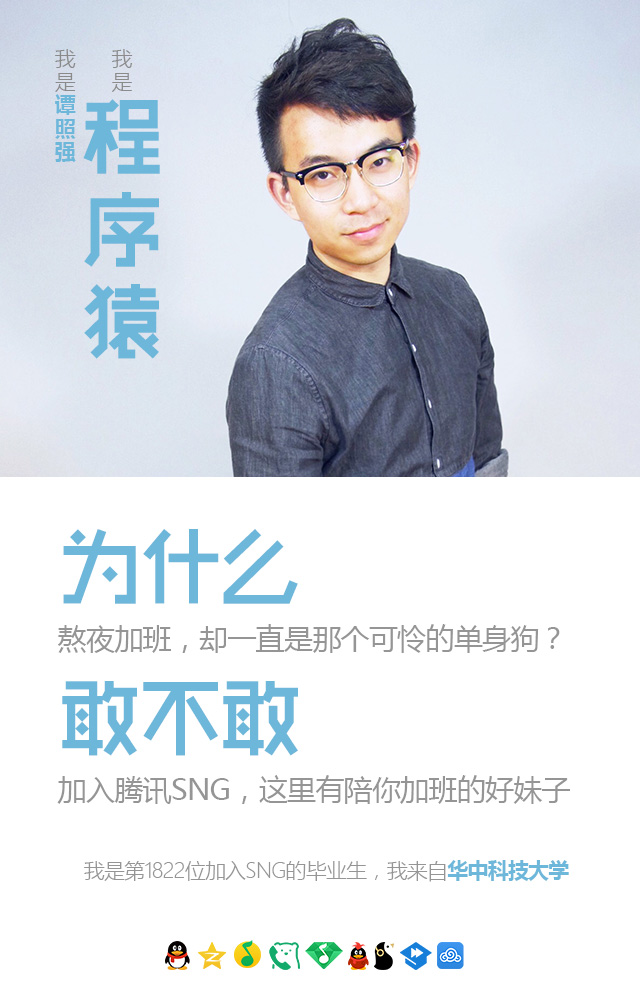 我是谭照强
我是
程序猿
为什么
熬夜加班，却一直是那个可怜的单身狗？
敢不敢
加入腾讯SNG，这里有陪你加班的好妹子
我是第1822位加入SNG的毕业生，我来自华中科技大学